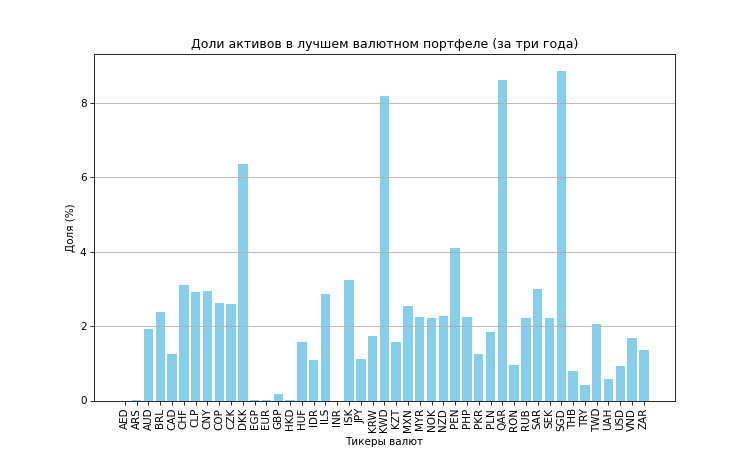 Доли активов в лучшем валютном портфеле (за три года)
Доля (%)
8
6
4
2
0
AED ARS AUD BRL CAD CHF CLP CNY COP CZK DKK EGP EUR GBP HKD HUF IDR ILS INR ISK JPY KRW KWD KZT MXN MYR NOK NZD PEN PHP PKR PLN QAR RON RUB SAR SEK SGD THB TRY TWD UAH USD VND ZAR
Тикеры валют